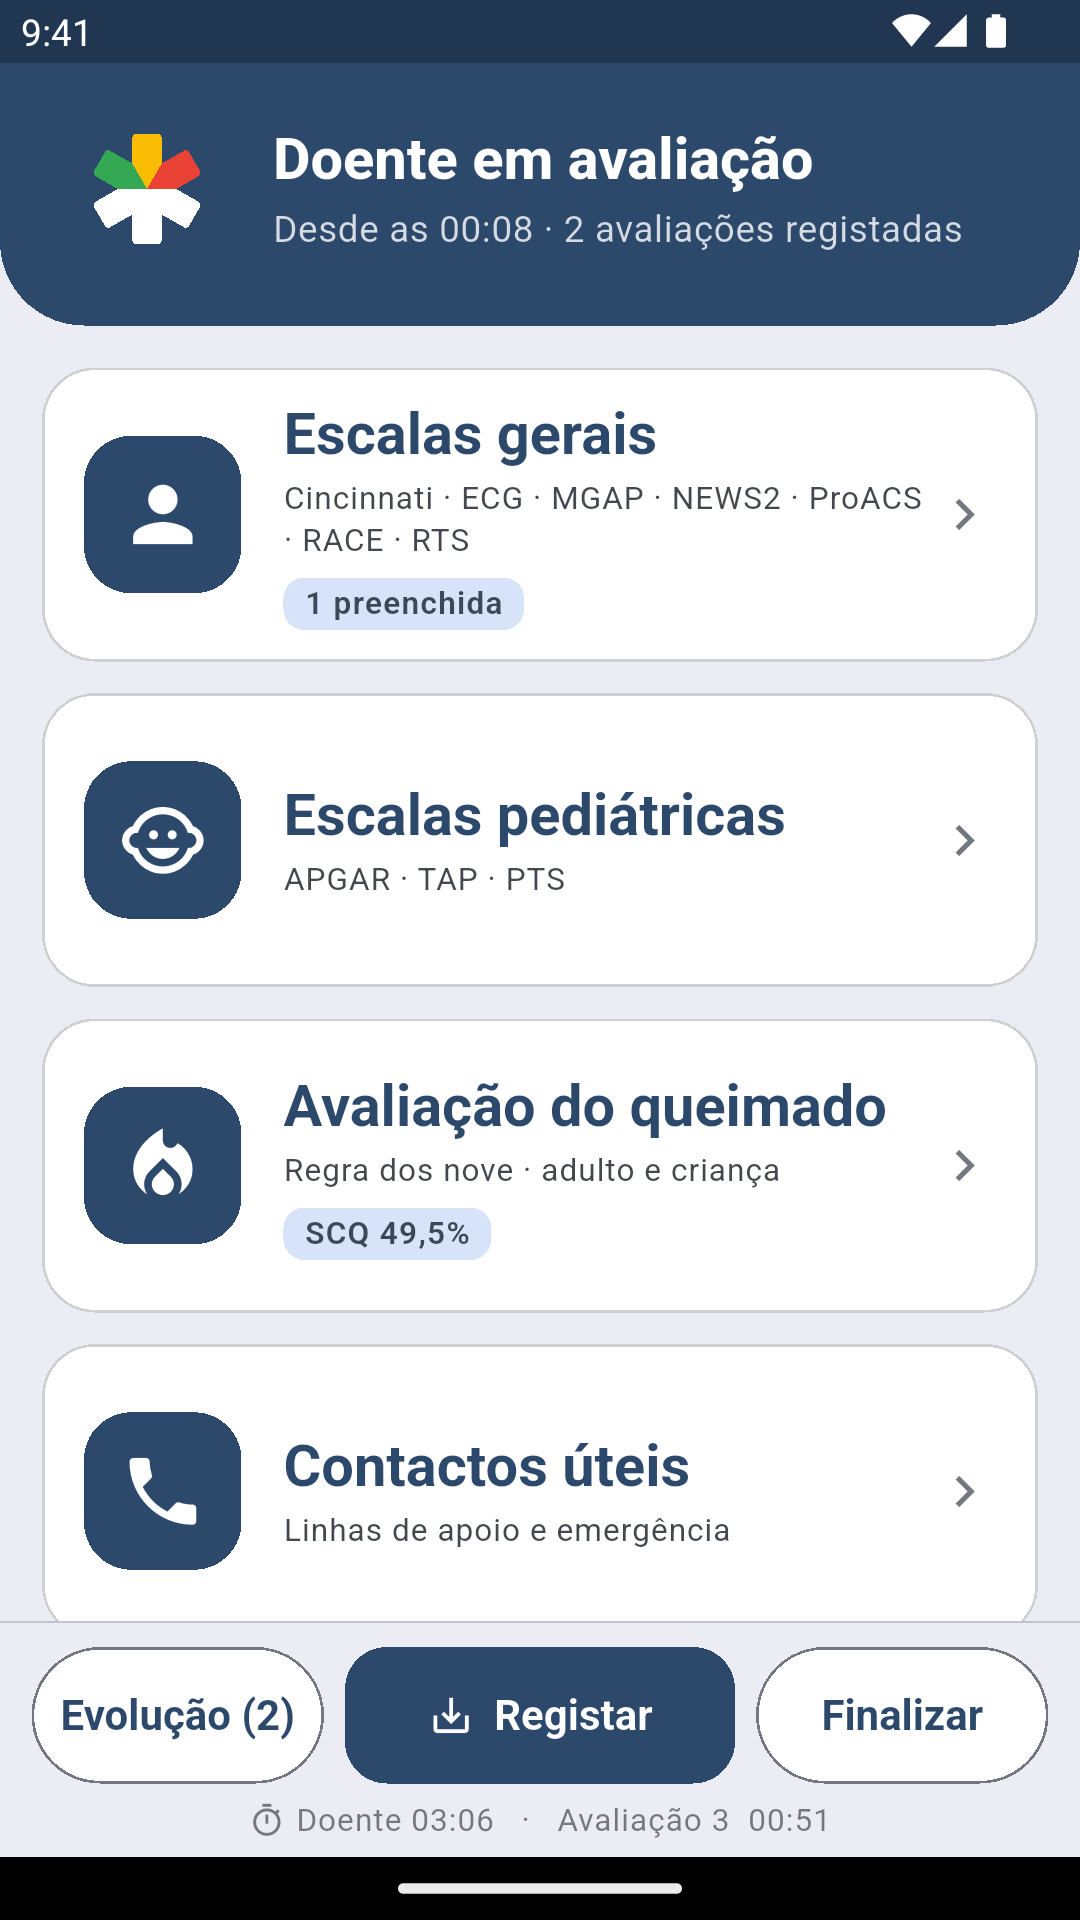 9:41
Doente em avaliação
Desde as 00:08 · 2 avaliações registadas
Escalas gerais
Cincinnati · ECG · MGAP · NEWS2 · ProACS
· RACE · RTS
1 preenchida
Escalas pediátricas
APGAR · TAP · PTS
Avaliação do queimado
Regra dos nove · adulto e criança
SCQ 49,5%
Contactos úteis
Linhas de apoio e emergência
Evolução (2)
Registar
Finalizar
Doente 03:06 · Avaliação 3 00:51